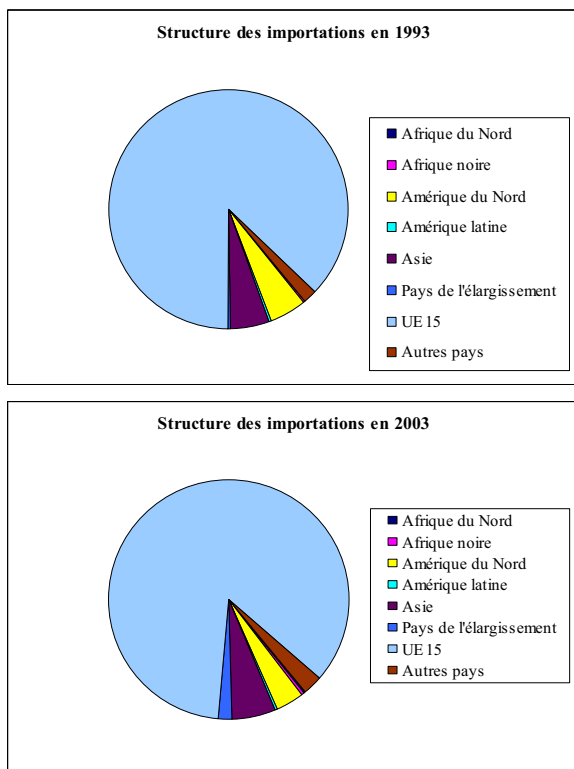 Structure des importations en 1993
Afrique du Nord
Afrique noire
Amérique du Nord
Amérique latine
Asie
Pays de l'élargissement
UE 15
Autres pays
Structure des importations en 2003
Afrique du Nord
Afrique noire
Amérique du Nord
Amérique latine
Asie
Pays de l'élargissement
UE 15
Autres pays